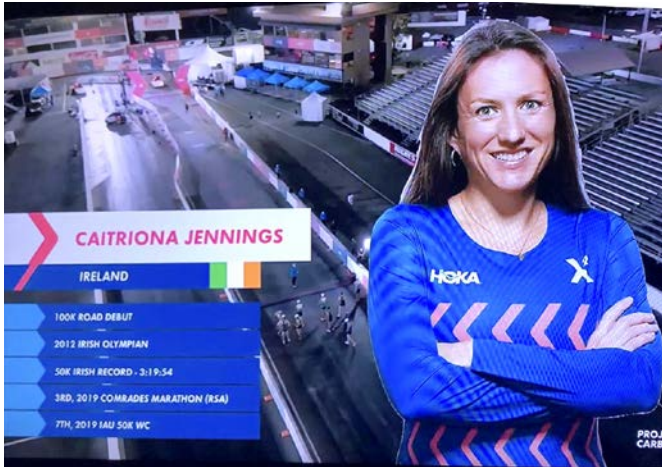 CAITRIONA JENNINGS
IRELAND
100K ROAD DEBUT
2012 IRISH OLYMPIAN
50K IRISH RECORD - 3:19:54
3RD, 2019 COMRADES MARATHON (RSA)
7TH, 2019 IAU 50K WC
HOKA
X
PROJ
CARB